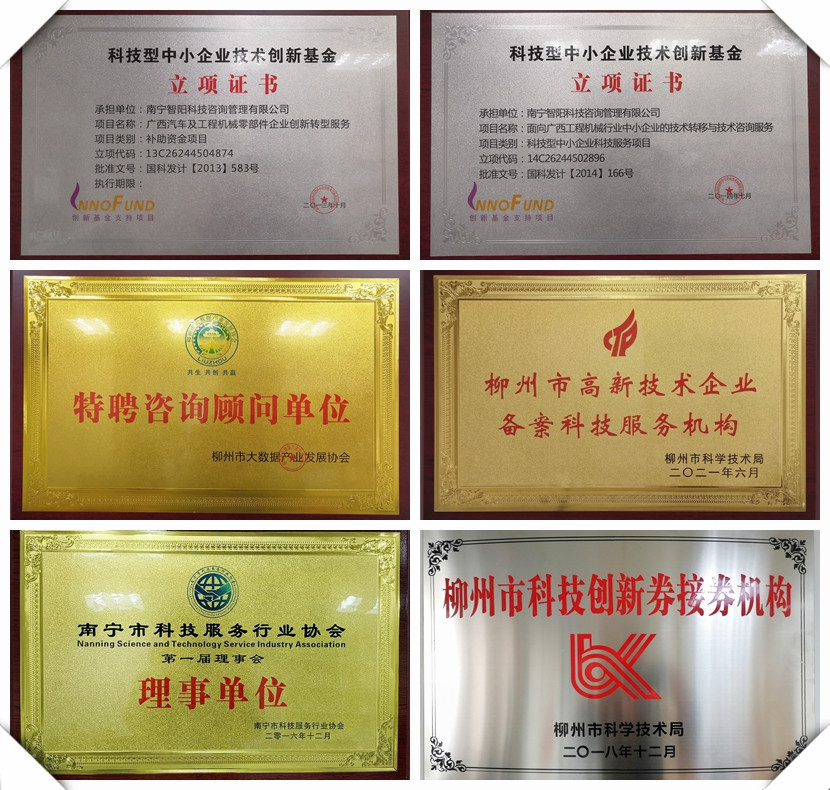 科技型中小企业技术创新基金
立项证书
承担单位：南宁智阳科技咨询管理有限公司
项目名称：广西汽车及工程机械零部件企业创新转型服务
项目类别：补助资金项目
立项代码：13C26244504874
批准文号：国科发计【2013】583号
执行期限：
INNOFUND
创新基金支持项目
二〇一三年十月
科技型中小企业技术创新基金
立项证书
承担单位：南宁智阳科技咨询管理有限公司
项目名称：面向广西工程机械行业中小企业的技术转移与技术咨询服务
项目类别：科技型中小企业科技服务项目
立项代码：14C26244502896
批准文号：国科发计【2014】166号
INNOFUND
创新基金支持项目
二〇一四年七月
LIUZHOU
共生 共创 共赢
特聘咨询顾问单位
柳州市大数据产业发展协会
柳州市高新技术企业
备案科技服务机构
柳州市科学技术局
二〇二一年六月
南宁市科技服务行业协会
Nanning Science and Technology Service Industry Association
第一届理事会
理事单位
南宁市科技服务行业协会
二零一六年十二月
柳州市科技创新券接券机构
柳州市科学技术局
二〇一八年十二月